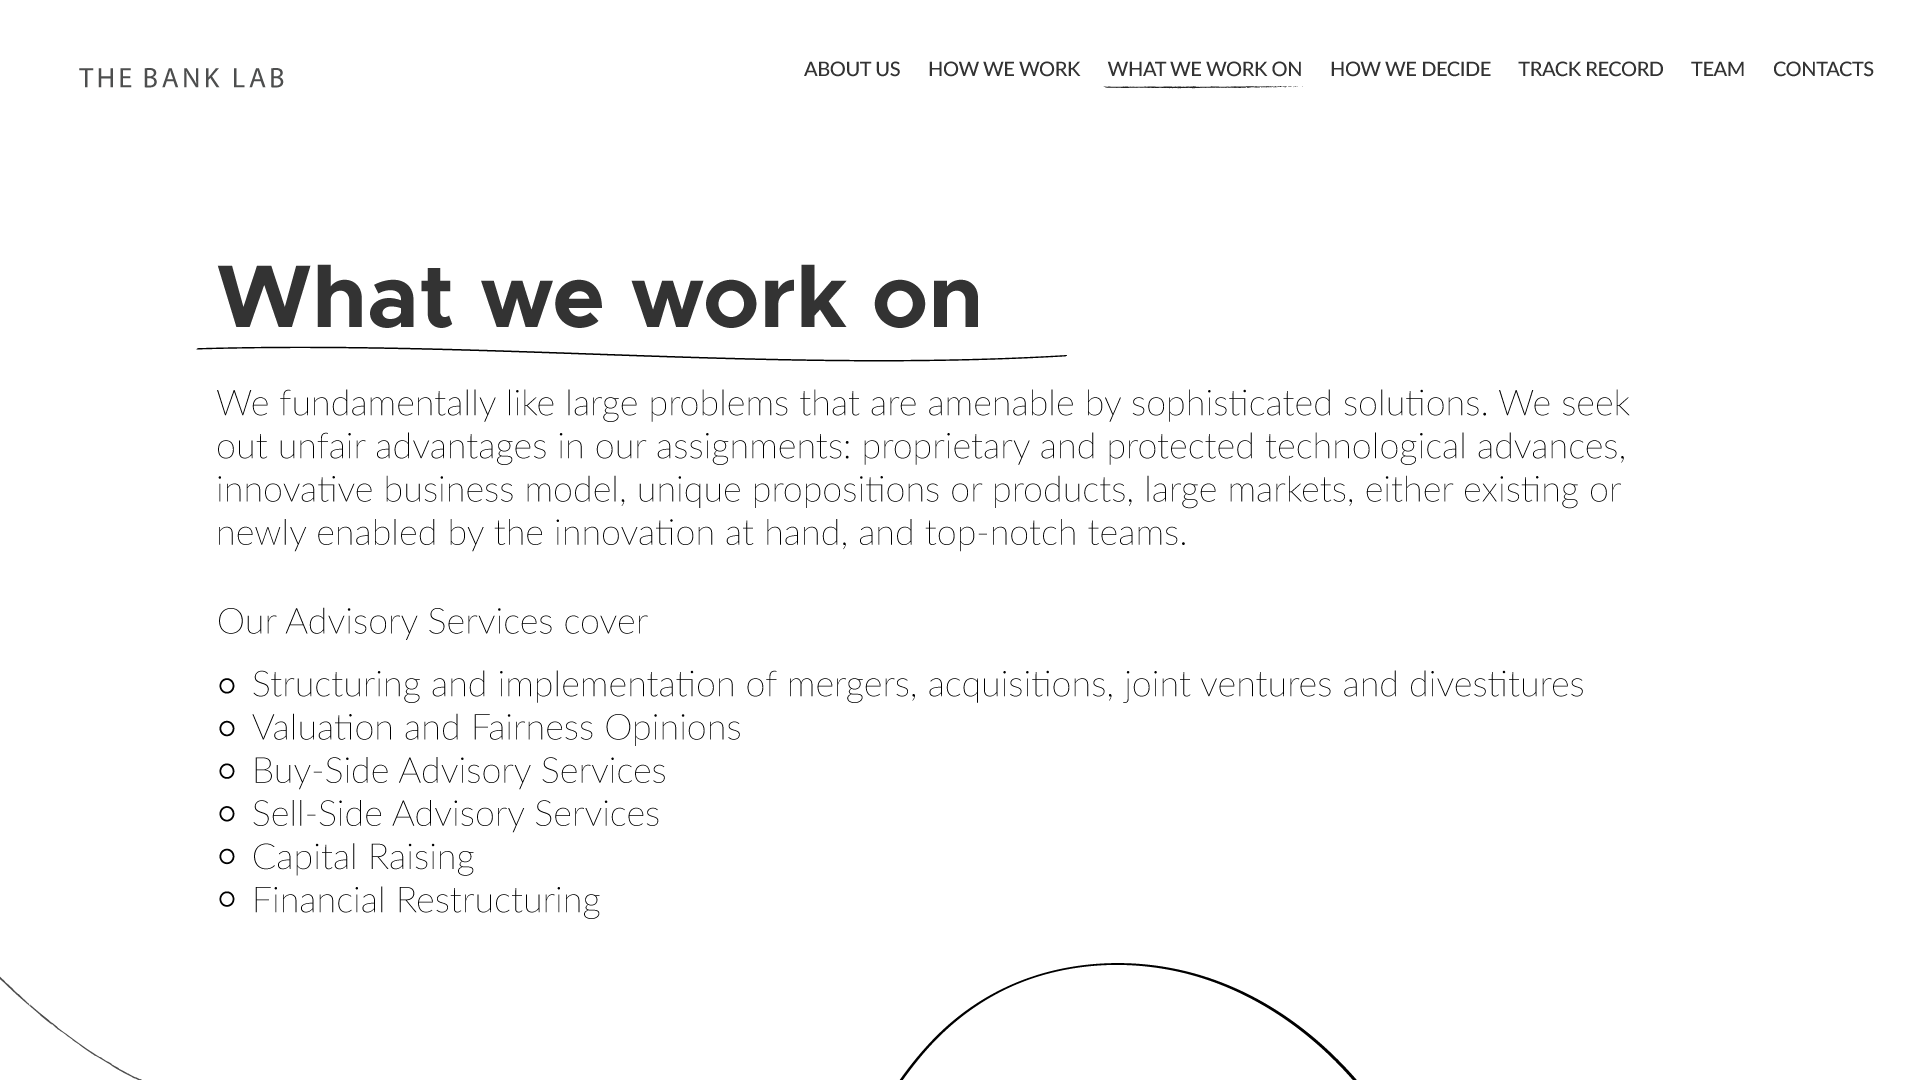 THE BANK LAB
ABOUT US HOW WE WORK WHAT WE WORK ON HOW WE DECIDE TRACK RECORD TEAM CONTACTS
What we work on
We fundamentally like large problems that are amenable by sophisticated solutions. We seek
out unfair advantages in our assignments: proprietary and protected technological advances,
innovative business model, unique propositions or products, large markets, either existing or
newly enabled by the innovation at hand, and top-notch teams.
Our Advisory Services cover
Structuring and implementation of mergers, acquisitions, joint ventures and divestitures
Valuation and Fairness Opinions
Buy-Side Advisory Services
Sell-Side Advisory Services
Capital Raising
Financial Restructuring